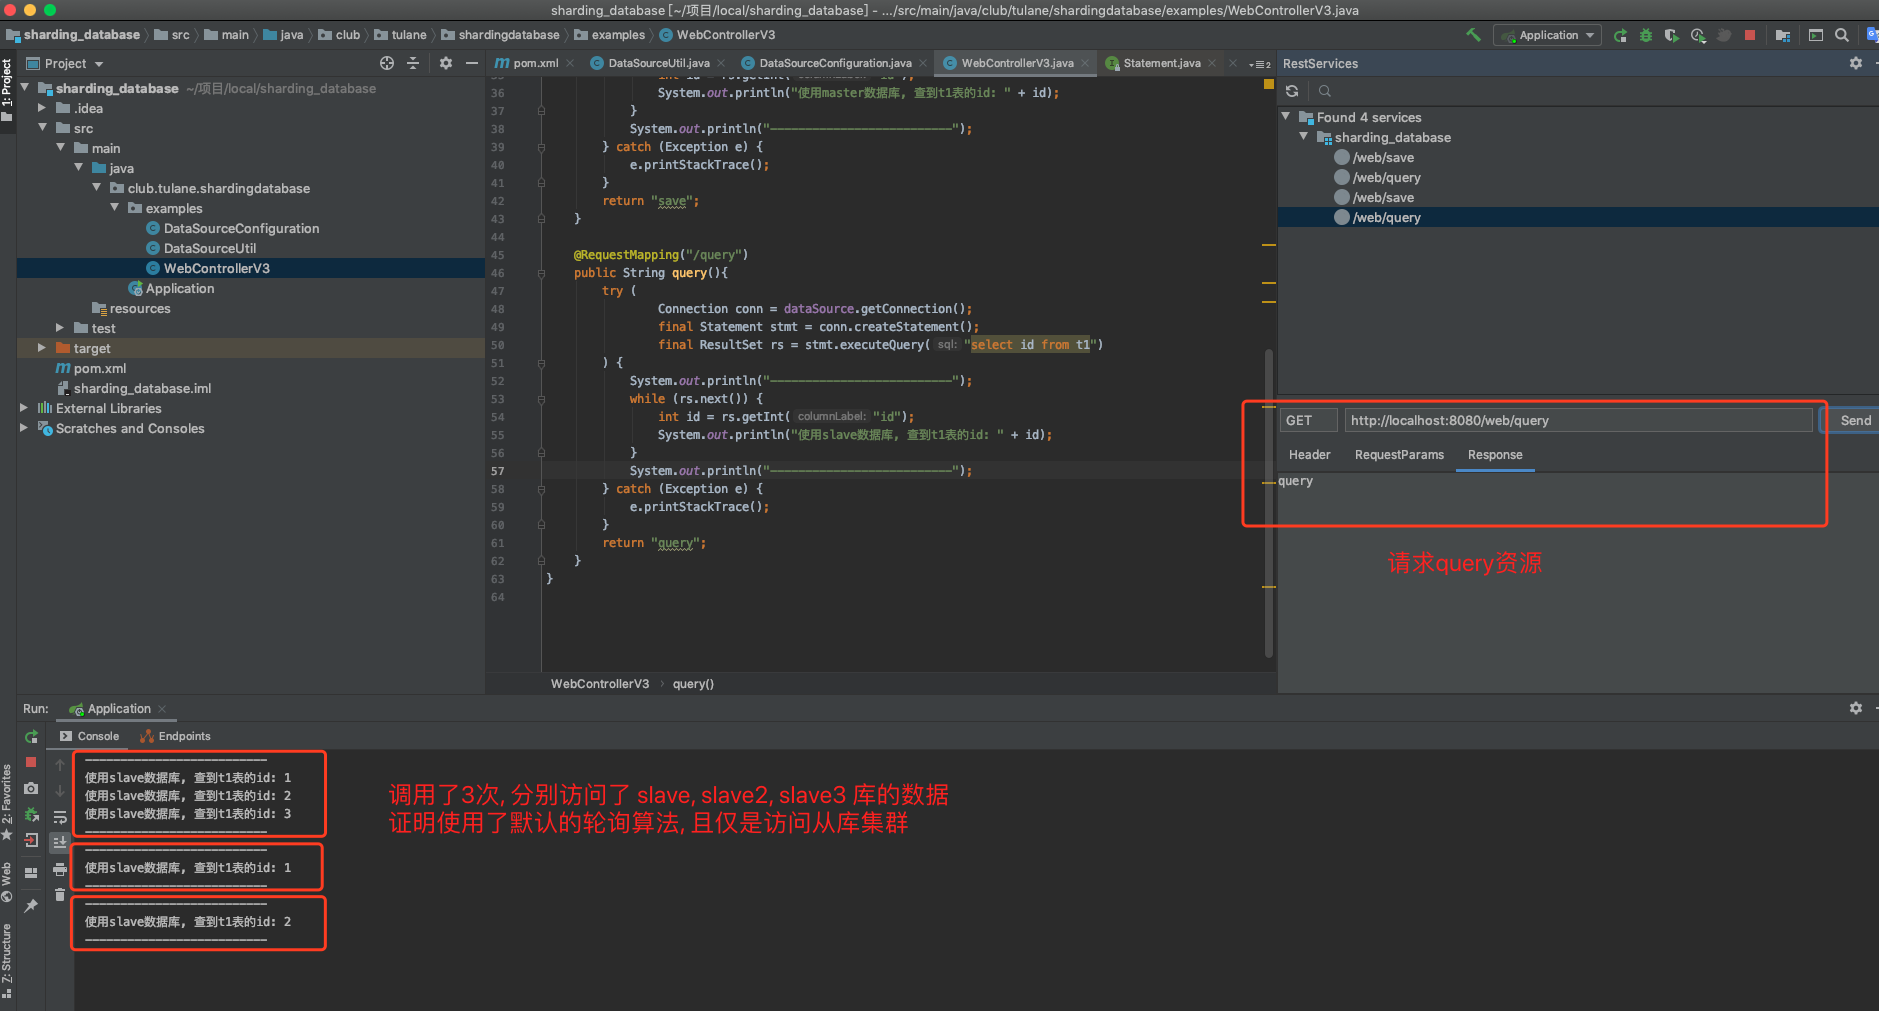 sharding_database [~/项目/local/sharding_database] - .../src/main/java/club/tulane/shardingdatabase/examples/WebControllerV3.java
sharding_database src main java club tulane shardingdatabase examples WebControllerV3
Application
Project
pom.xml DataSourceUtil.java DataSourceConfiguration.java WebControllerV3.java Statement.java 2
RestServices
1: Project
sharding_database ~/项目/local/sharding_database
.idea
src
main
java
club.tulane.shardingdatabase
examples
DataSourceConfiguration
DataSourceUtil
WebControllerV3
Application
resources
test
target
pom.xml
sharding_database.iml
External Libraries
Scratches and Consoles
36 System.out.println("使用master数据库, 查到t1表的id: " + id);
37 }
38 System.out.println("--------------------------");
39 } catch (Exception e) {
40 e.printStackTrace();
41 }
42 return "save";
43 }
44
45 @RequestMapping("/query")
46 public String query(){
47 try (
48 Connection conn = dataSource.getConnection();
49 final Statement stmt = conn.createStatement();
50 final ResultSet rs = stmt.executeQuery( sql: "select id from t1")
51 ) {
52 System.out.println("--------------------------");
53 while (rs.next()) {
54 int id = rs.getInt( columnLabel: "id");
55 System.out.println("使用slave数据库, 查到t1表的id: " + id);
56 }
57 System.out.println("--------------------------");
58 } catch (Exception e) {
59 e.printStackTrace();
60 }
61 return "query";
62 }
63 }
64
WebControllerV3 query()
Found 4 services
sharding_database
/web/save
/web/query
/web/save
/web/query
GET http://localhost:8080/web/query Send
Header RequestParams Response
query
请求query资源
Run: Application
Console Endpoints
--------------------------
使用slave数据库, 查到t1表的id: 1
使用slave数据库, 查到t1表的id: 2
使用slave数据库, 查到t1表的id: 3
--------------------------
--------------------------
使用slave数据库, 查到t1表的id: 1
--------------------------
--------------------------
使用slave数据库, 查到t1表的id: 2
--------------------------
调用了3次, 分别访问了 slave, slave2, slave3 库的数据
证明使用了默认的轮询算法, 且仅是访问从库集群
2: Favorites
Web
Z: Structure